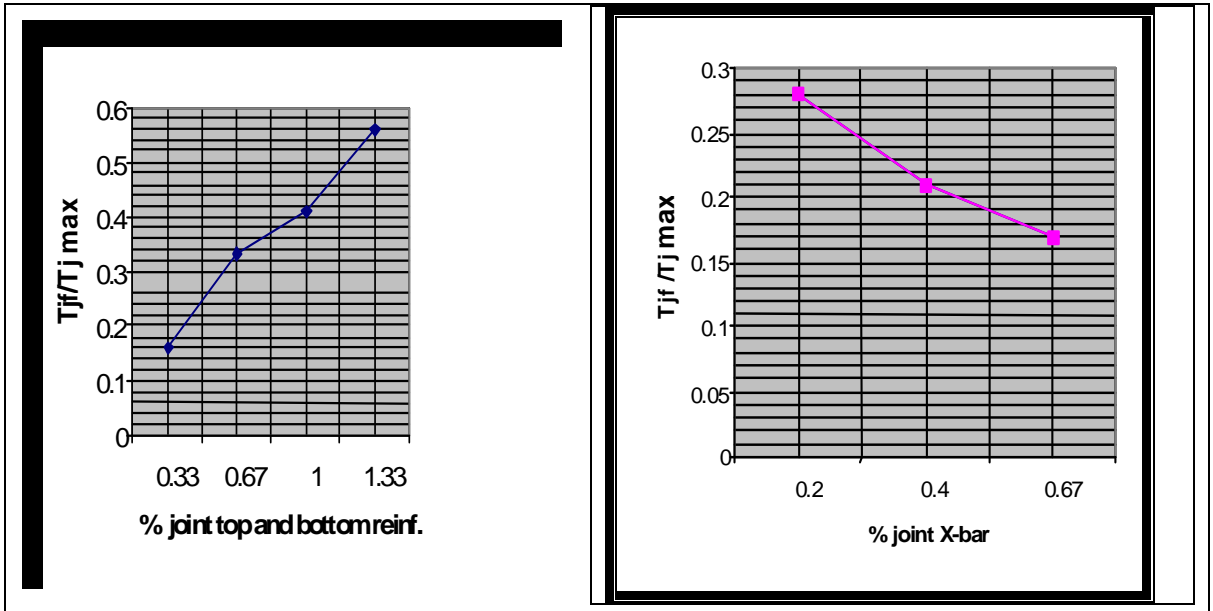 0.6
0.5
0.4
0.3
0.2
0.1
0
Tjf/Tj max
0.33 0.67 1 1.33
% joint top and bottom reinf.
0.3
0.25
0.2
0.15
0.1
0.05
0
Tjf /Tj max
0.2 0.4 0.67
% joint X-bar